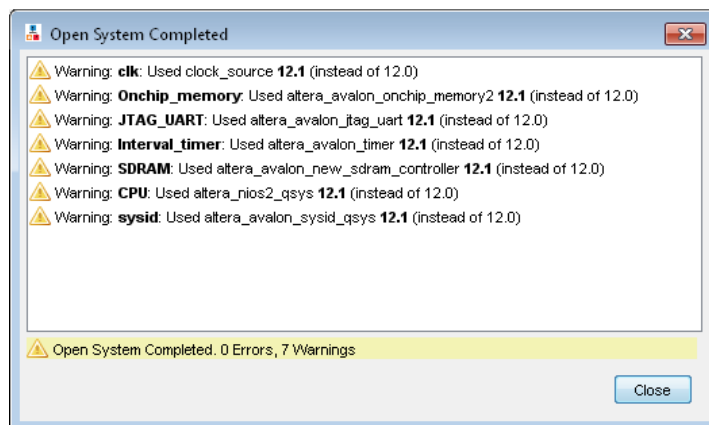 Open System Completed
Warning: clk: Used clock_source 12.1 (instead of 12.0)
Warning: Onchip_memory: Used altera_avalon_onchip_memory2 12.1 (instead of 12.0)
Warning: JTAG_UART: Used altera_avalon_jtag_uart 12.1 (instead of 12.0)
Warning: Interval_timer: Used altera_avalon_timer 12.1 (instead of 12.0)
Warning: SDRAM: Used altera_avalon_new_sdram_controller 12.1 (instead of 12.0)
Warning: CPU: Used altera_nios2_qsys 12.1 (instead of 12.0)
Warning: sysid: Used altera_avalon_sysid_qsys 12.1 (instead of 12.0)
Open System Completed. 0 Errors, 7 Warnings
Close